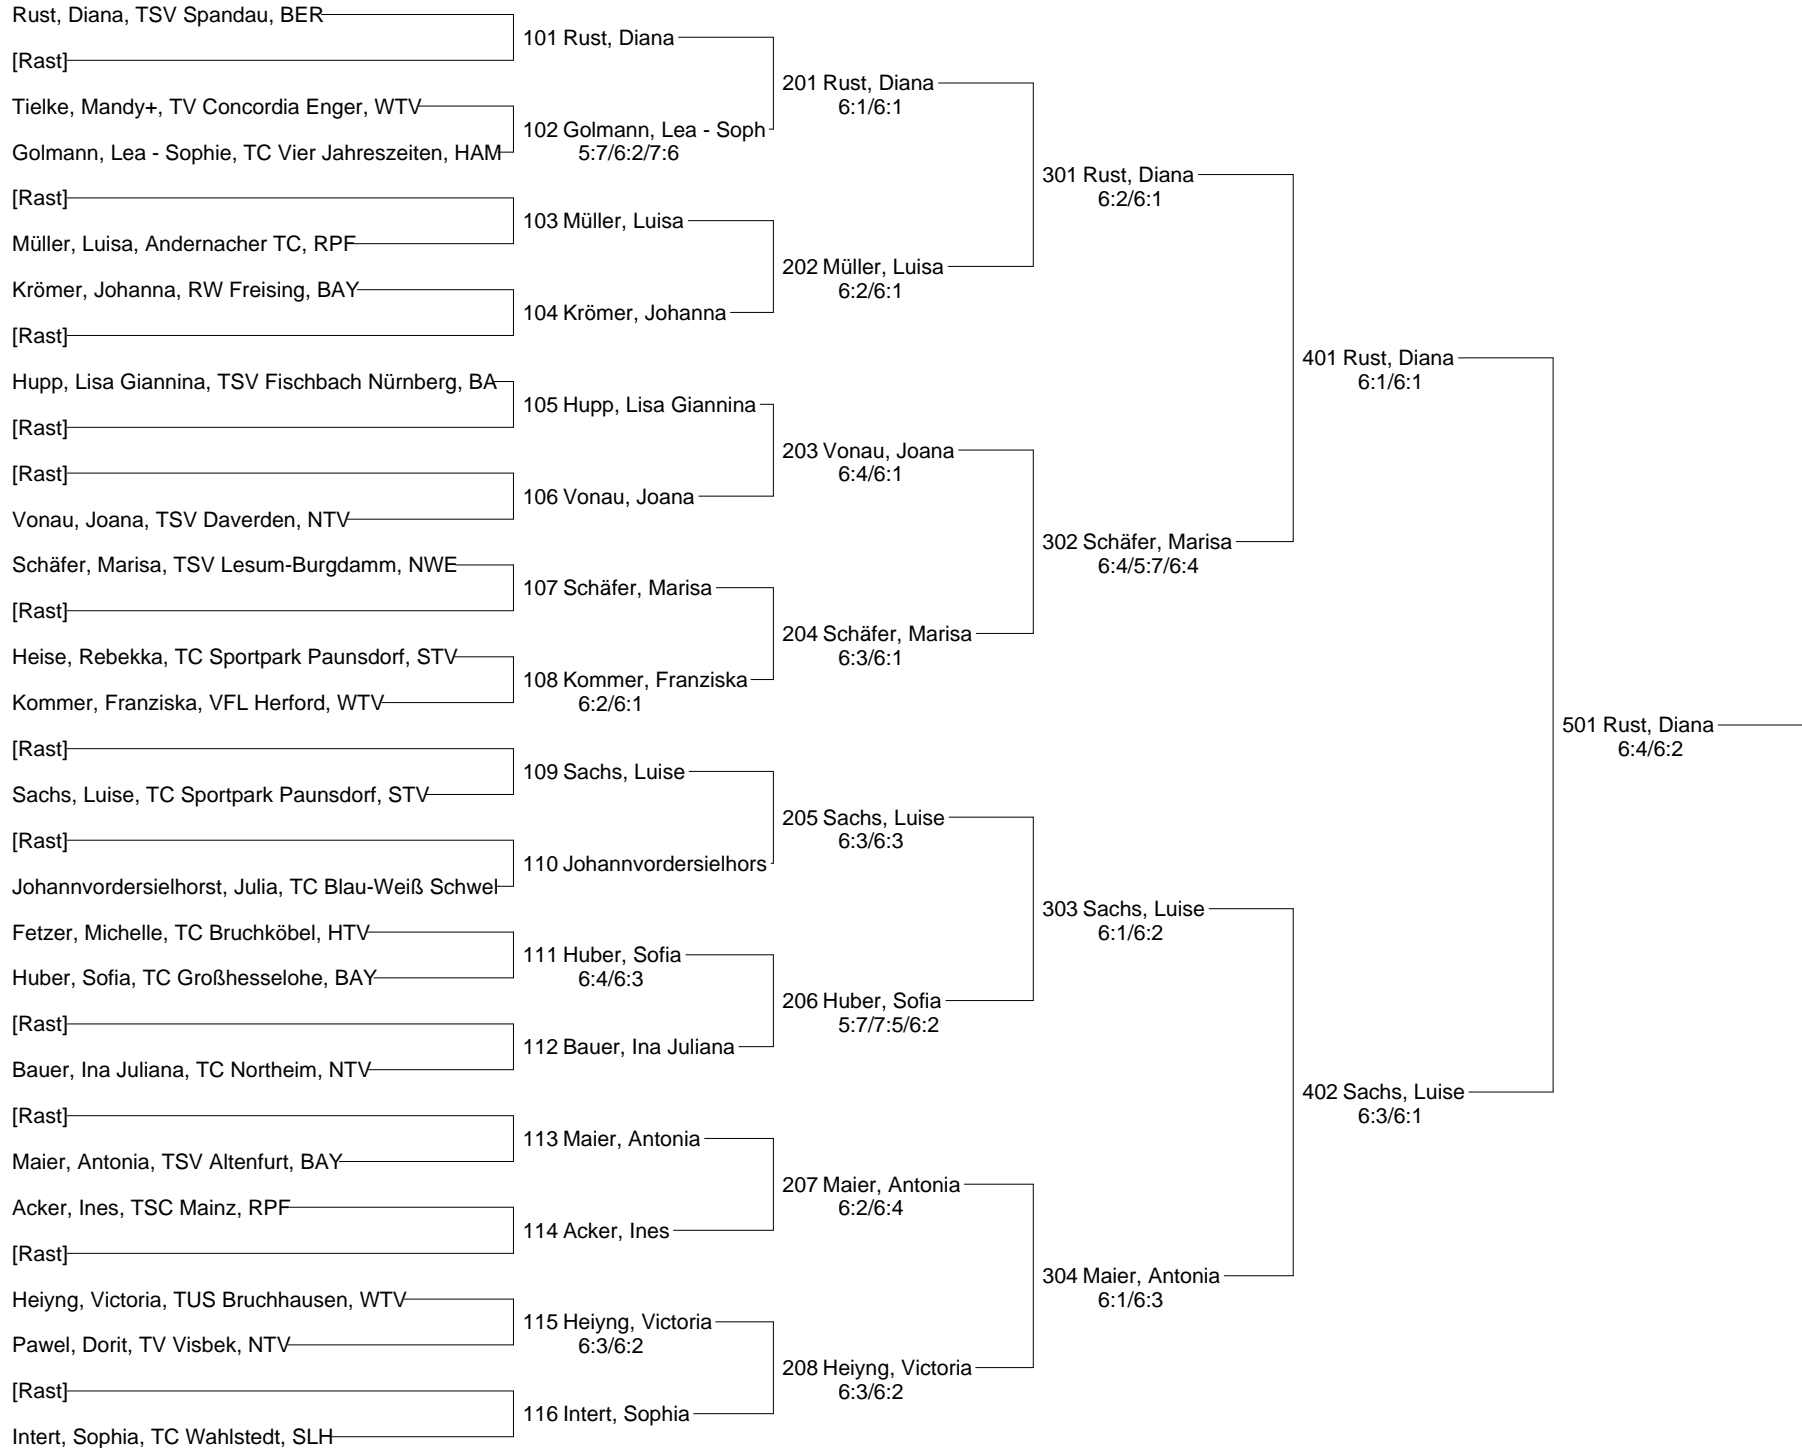 Rust, Diana, TSV Spandau, BER
[Rast]
Tielke, Mandy+, TV Concordia Enger, WTV
Golmann, Lea - Sophie, TC Vier Jahreszeiten, HAM
[Rast]
Müller, Luisa, Andernacher TC, RPF
Krömer, Johanna, RW Freising, BAY
[Rast]
Hupp, Lisa Giannina, TSV Fischbach Nürnberg, BA
[Rast]
[Rast]
Vonau, Joana, TSV Daverden, NTV
Schäfer, Marisa, TSV Lesum-Burgdamm, NWE
[Rast]
Heise, Rebekka, TC Sportpark Paunsdorf, STV
Kommer, Franziska, VFL Herford, WTV
[Rast]
Sachs, Luise, TC Sportpark Paunsdorf, STV
[Rast]
Johannvordersielhorst, Julia, TC Blau-Weiß Schwel
Fetzer, Michelle, TC Bruchköbel, HTV
Huber, Sofia, TC Großhesselohe, BAY
[Rast]
Bauer, Ina Juliana, TC Northeim, NTV
[Rast]
Maier, Antonia, TSV Altenfurt, BAY
Acker, Ines, TSC Mainz, RPF
[Rast]
Heiyng, Victoria, TUS Bruchhausen, WTV
Pawel, Dorit, TV Visbek, NTV
[Rast]
Intert, Sophia, TC Wahlstedt, SLH
101 Rust, Diana
102 Golmann, Lea - Soph
5:7/6:2/7:6
103 Müller, Luisa
104 Krömer, Johanna
105 Hupp, Lisa Giannina
106 Vonau, Joana
107 Schäfer, Marisa
108 Kommer, Franziska
6:2/6:1
109 Sachs, Luise
110 Johannvordersielhors
111 Huber, Sofia
6:4/6:3
112 Bauer, Ina Juliana
113 Maier, Antonia
114 Acker, Ines
115 Heiyng, Victoria
6:3/6:2
116 Intert, Sophia
201 Rust, Diana
6:1/6:1
202 Müller, Luisa
6:2/6:1
203 Vonau, Joana
6:4/6:1
204 Schäfer, Marisa
6:3/6:1
205 Sachs, Luise
6:3/6:3
206 Huber, Sofia
5:7/7:5/6:2
207 Maier, Antonia
6:2/6:4
208 Heiyng, Victoria
6:3/6:2
301 Rust, Diana
6:2/6:1
302 Schäfer, Marisa
6:4/5:7/6:4
303 Sachs, Luise
6:1/6:2
304 Maier, Antonia
6:1/6:3
401 Rust, Diana
6:1/6:1
402 Sachs, Luise
6:3/6:1
501 Rust, Diana
6:4/6:2